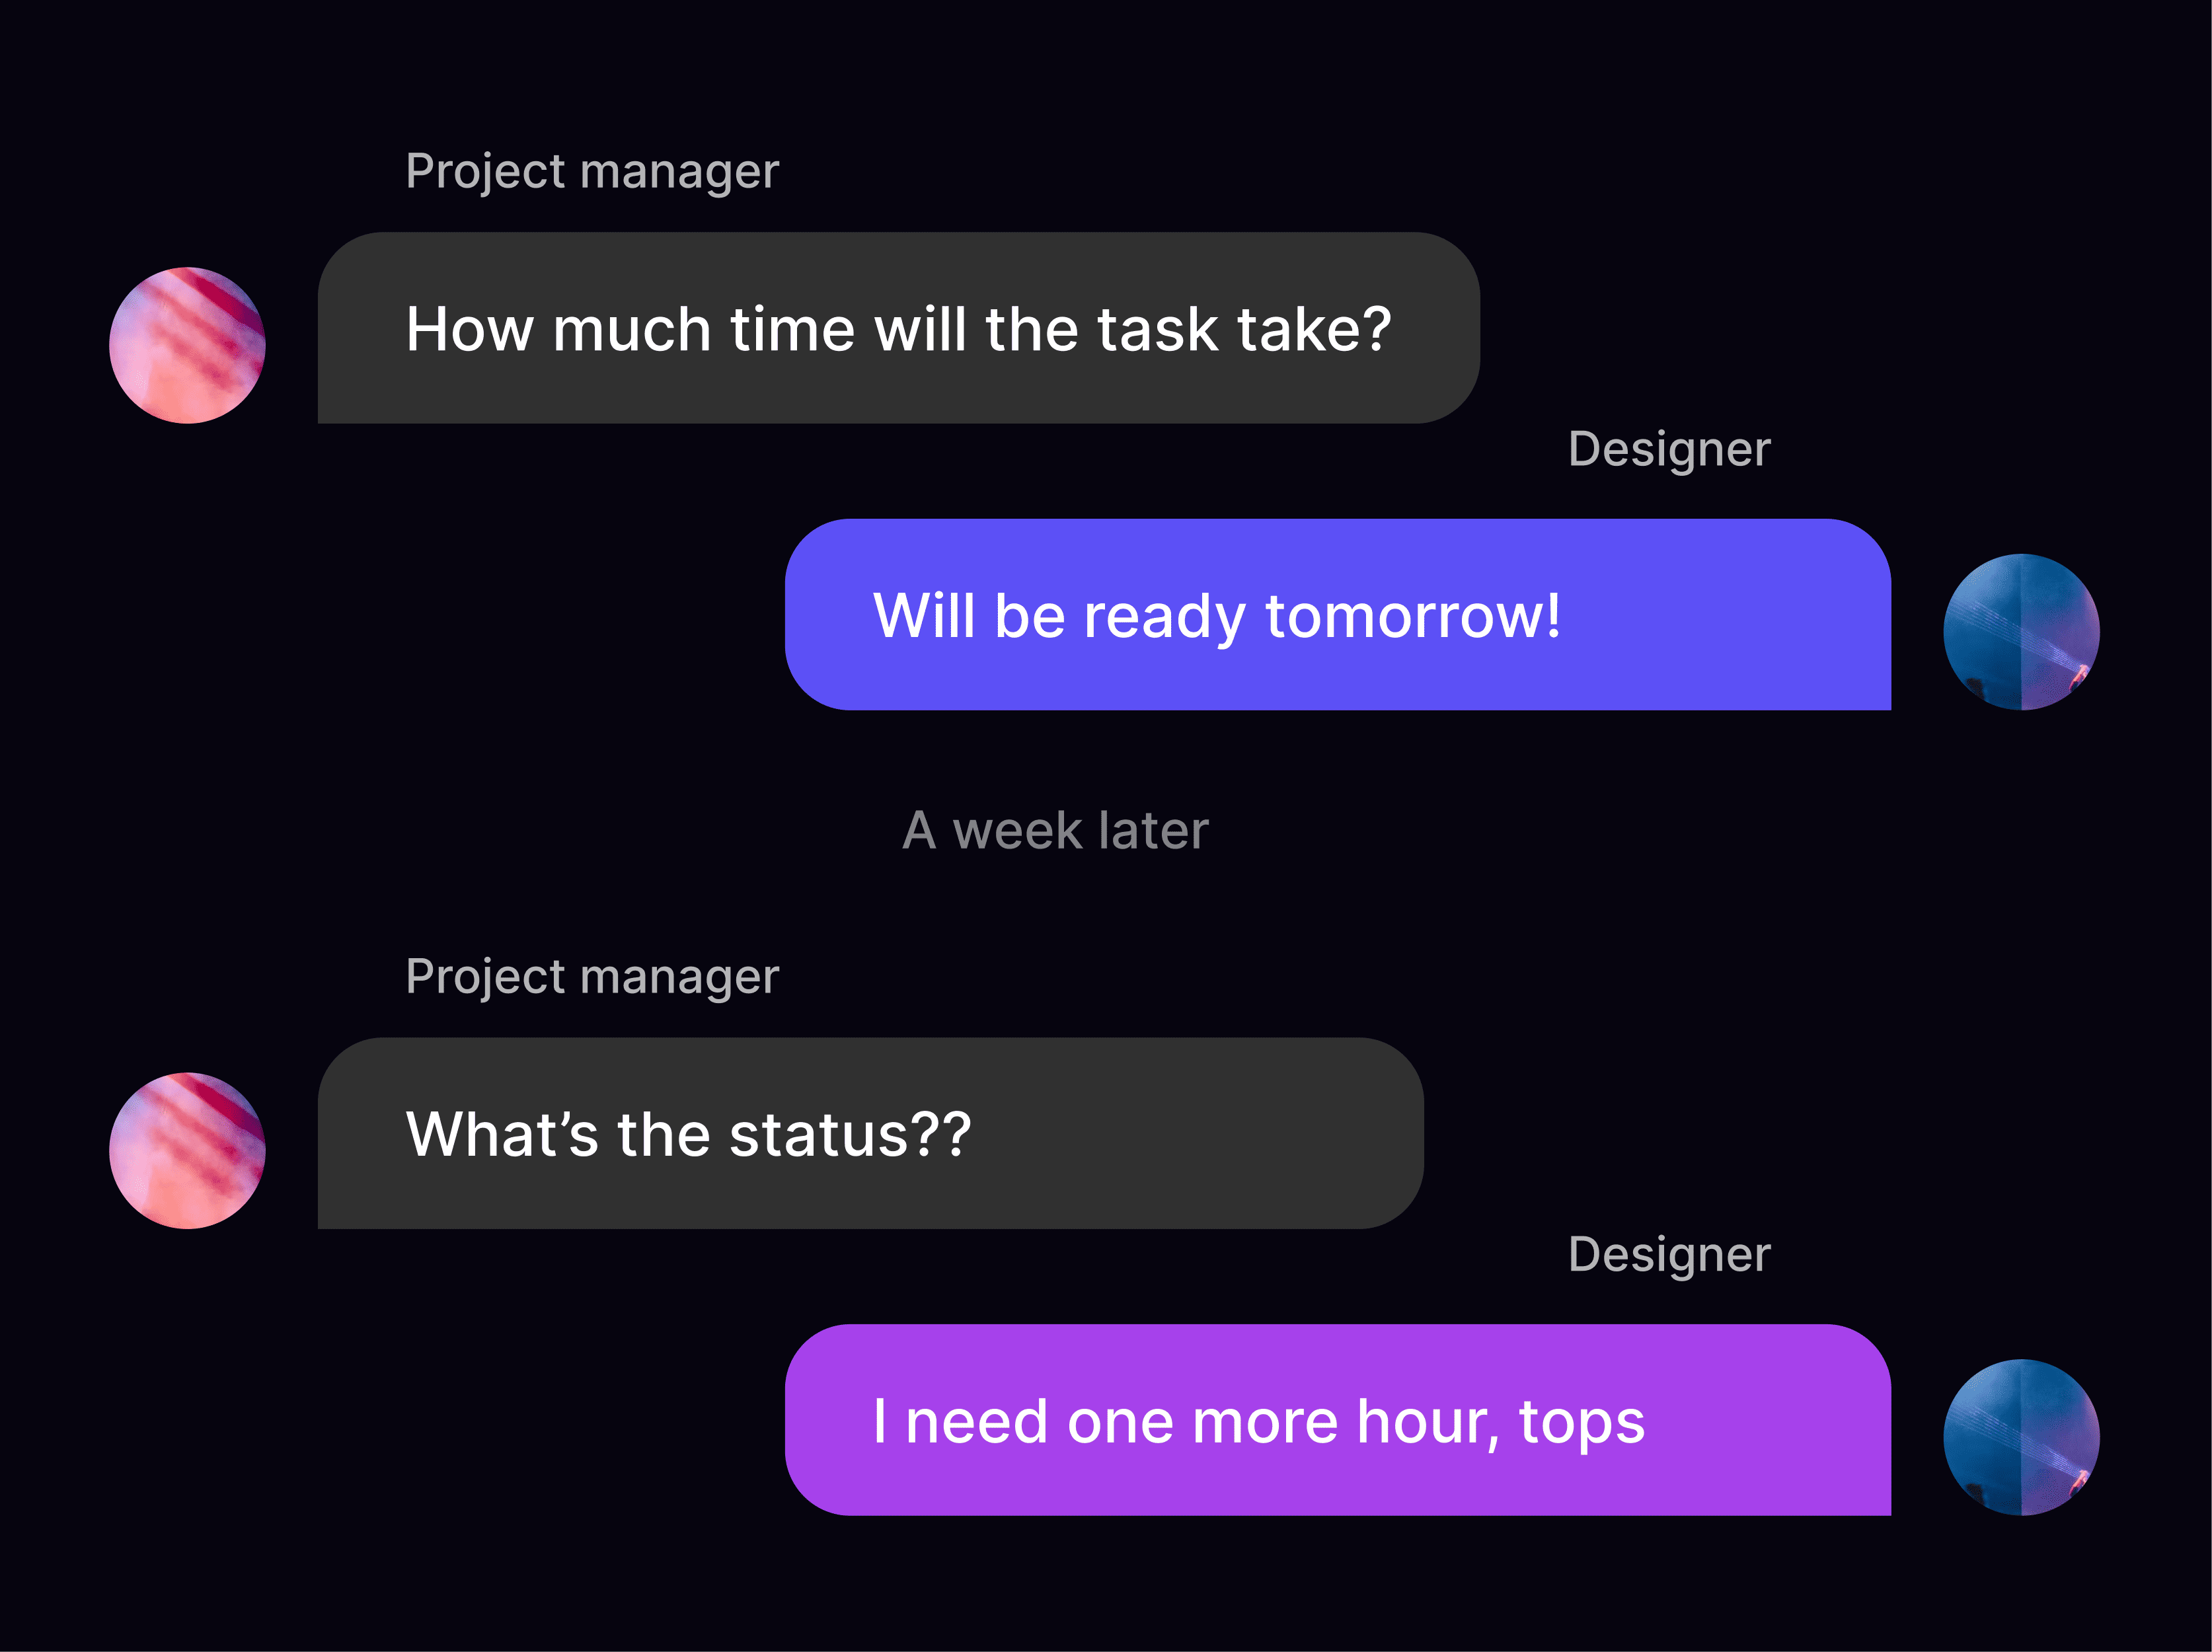 Project manager
How much time will the task take?
Designer
Will be ready tomorrow!
A week later
Project manager
What’s the status??
Designer
I need one more hour, tops